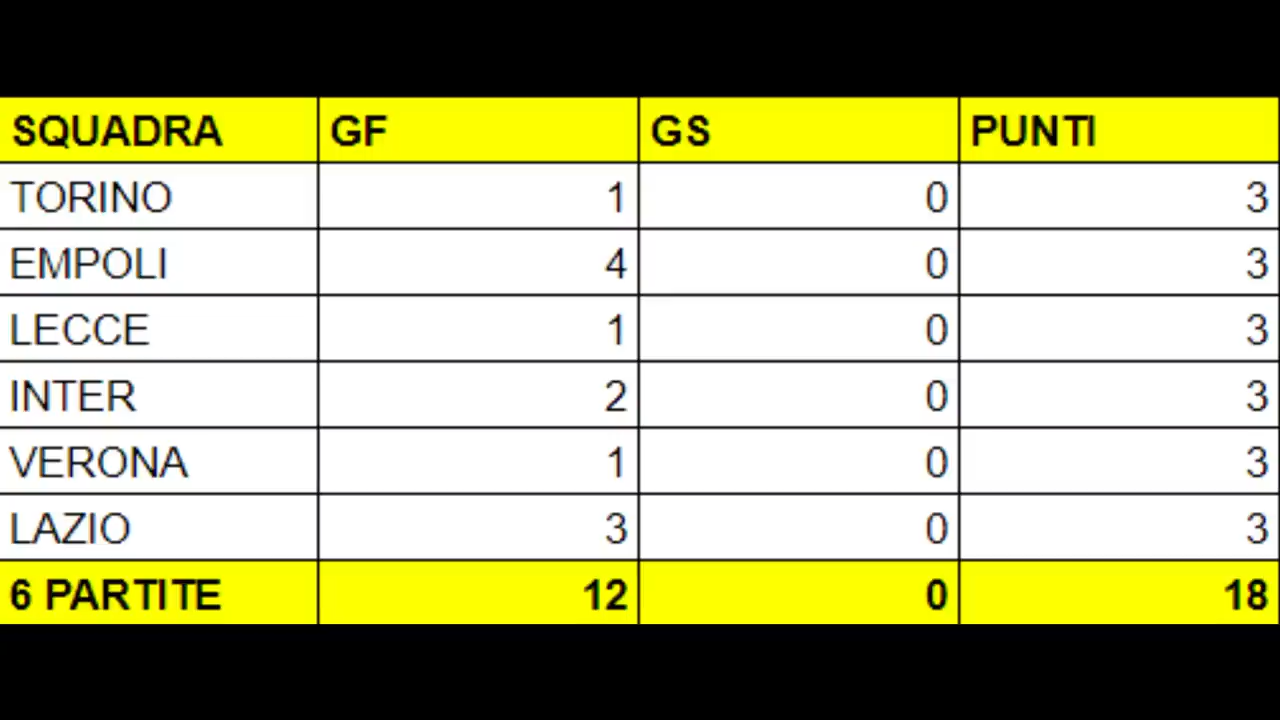 SQUADRA GF GS PUNTI
TORINO 1 0 3
EMPOLI 4 0 3
LECCE 1 0 3
INTER 2 0 3
VERONA 1 0 3
LAZIO 3 0 3
6 PARTITE 12 0 18